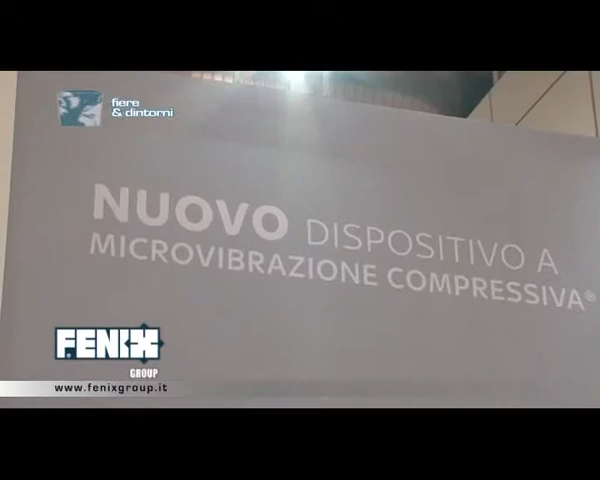 fiere
& dintorni
NUOVO DISPOSITIVO A
MICROVIBRAZIONE COMPRESSIVA®
FENIX
GROUP
www.fenixgroup.it